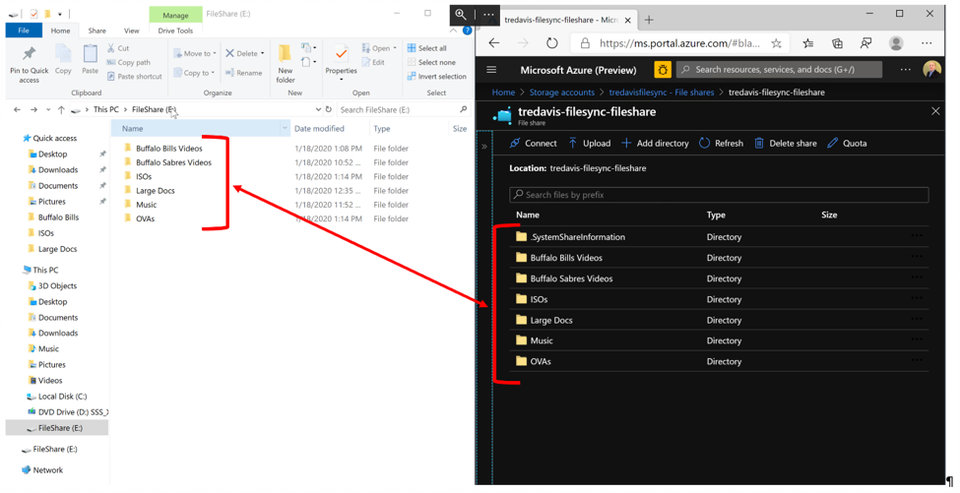 Manage FileShare (E:)
File Home Share View Drive Tools
Pin to Quick access
Copy
Paste
Cut
Copy path
Paste shortcut
Clipboard
Move to
Copy to
Delete
Rename
Organize
New folder
New
Properties
Open
Edit
Open
Select all
Select none
Invert selection
Select
This PC > FileShare (E:)
Search FileShare (E:)
Name Date modified Type Size
Buffalo Bills Videos 1/18/2020 1:08 PM File folder
Buffalo Sabres Videos 1/18/2020 10:52 ... File folder
ISOs 1/18/2020 1:14 PM File folder
Large Docs 1/18/2020 12:35 ... File folder
Music 1/18/2020 11:52 ... File folder
OVAs 1/18/2020 1:14 PM File folder
Quick access
Desktop
Downloads
Documents
Pictures
Buffalo Bills
ISOs
Large Docs
This PC
3D Objects
Desktop
Documents
Downloads
Music
Pictures
Videos
Local Disk (C:)
DVD Drive (D:) SSS_X
FileShare (E:)
FileShare (E:)
Network
tredavis-filesync-fileshare - Micr
https://ms.portal.azure.com/#bla...
Microsoft Azure (Preview)
Search resources, services, and docs (G+/)
Home > Storage accounts > tredavisfilesync - File shares > tredavis-filesync-fileshare
tredavis-filesync-fileshare
File share
Connect Upload Add directory Refresh Delete share Quota
Location: tredavis-filesync-fileshare
Search files by prefix
Name Type Size
.SystemShareInformation Directory
Buffalo Bills Videos Directory
Buffalo Sabres Videos Directory
ISOs Directory
Large Docs Directory
Music Directory
OVAs Directory
¶